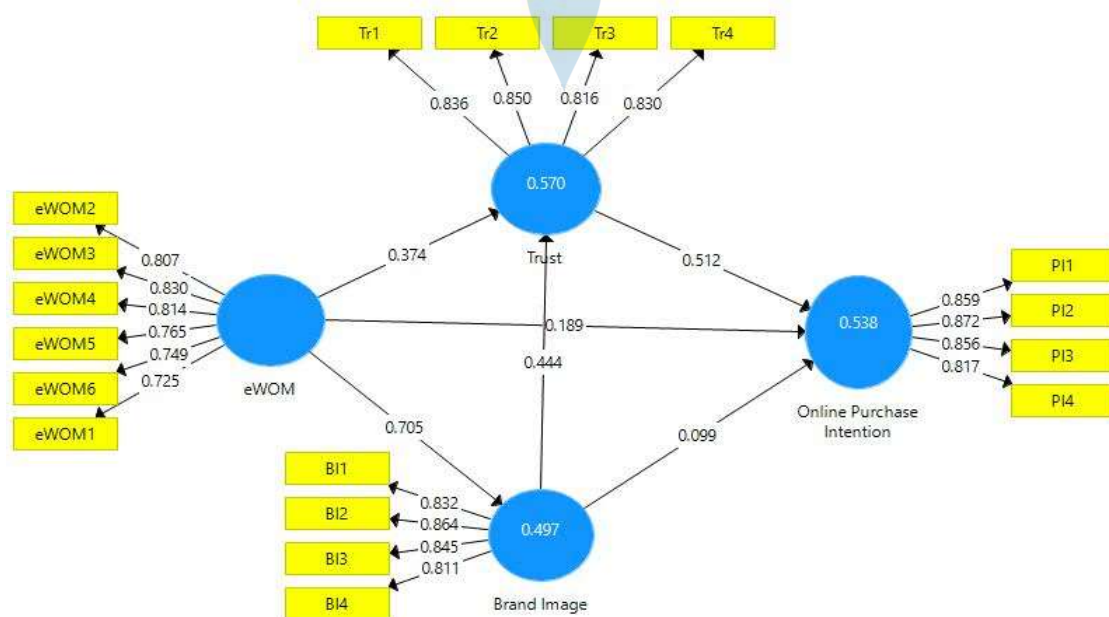 Tr1 Tr2 Tr3 Tr4
0.836 0.850 0.816 0.830
0.570
Trust
eWOM2
eWOM3
eWOM4
eWOM5
eWOM6
eWOM1
0.807
0.830
0.814
0.765
0.749
0.725
eWOM
0.374
0.512
0.189
0.444
0.705
0.099
0.538
Online Purchase
Intention
PI1
PI2
PI3
PI4
0.859
0.872
0.856
0.817
BI1
BI2
BI3
BI4
0.832
0.864
0.845
0.811
0.497
Brand Image